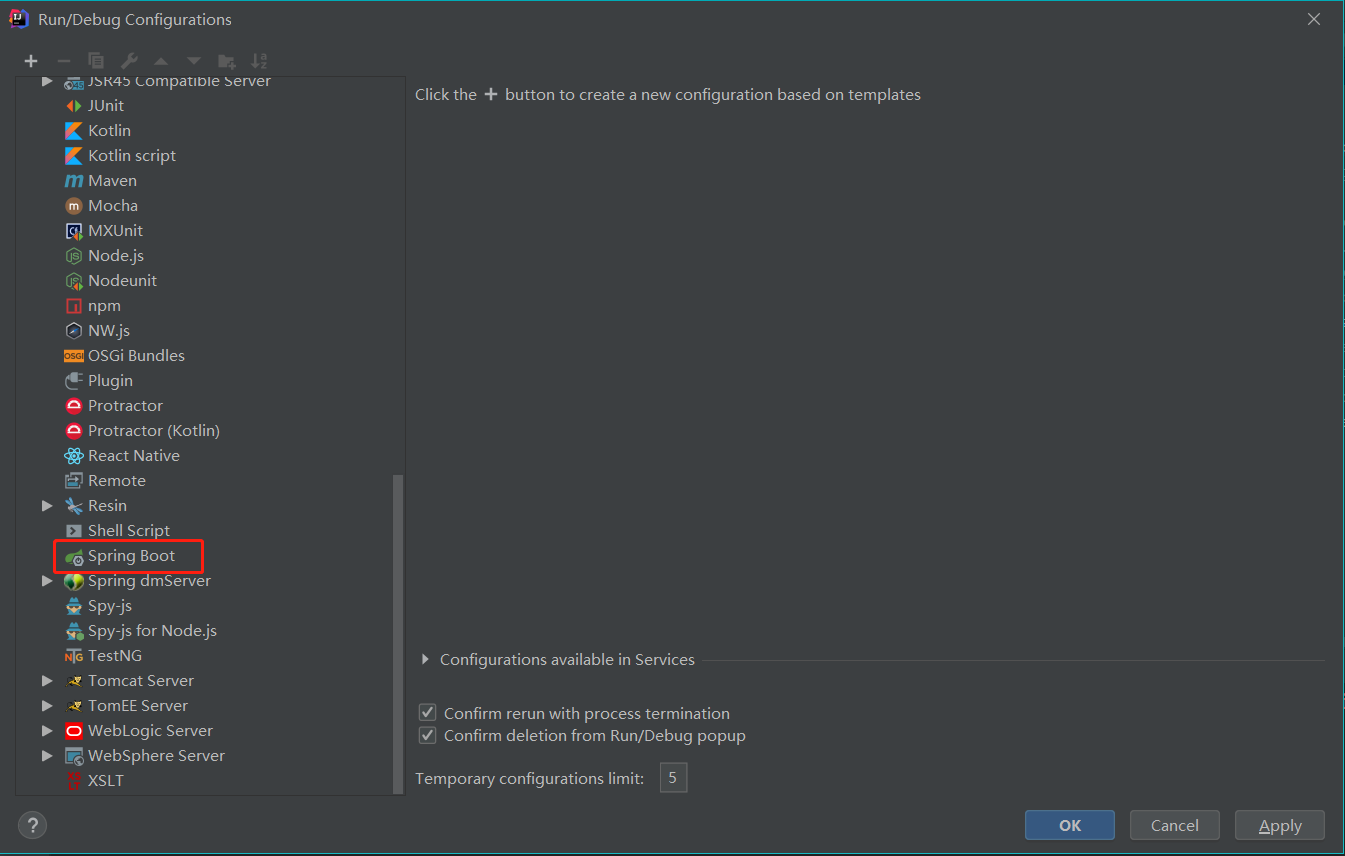 Run/Debug Configurations
JSR45 Compatible Server
JUnit
Kotlin
Kotlin script
Maven
Mocha
MXUnit
Node.js
Nodeunit
npm
NW.js
OSGi Bundles
Plugin
Protractor
Protractor (Kotlin)
React Native
Remote
Resin
Shell Script
Spring Boot
Spring dmServer
Spy-js
Spy-js for Node.js
TestNG
Tomcat Server
TomEE Server
WebLogic Server
WebSphere Server
XSLT
Click the + button to create a new configuration based on templates
Configurations available in Services
Confirm rerun with process termination
Confirm deletion from Run/Debug popup
Temporary configurations limit: 5
?
OK Cancel Apply